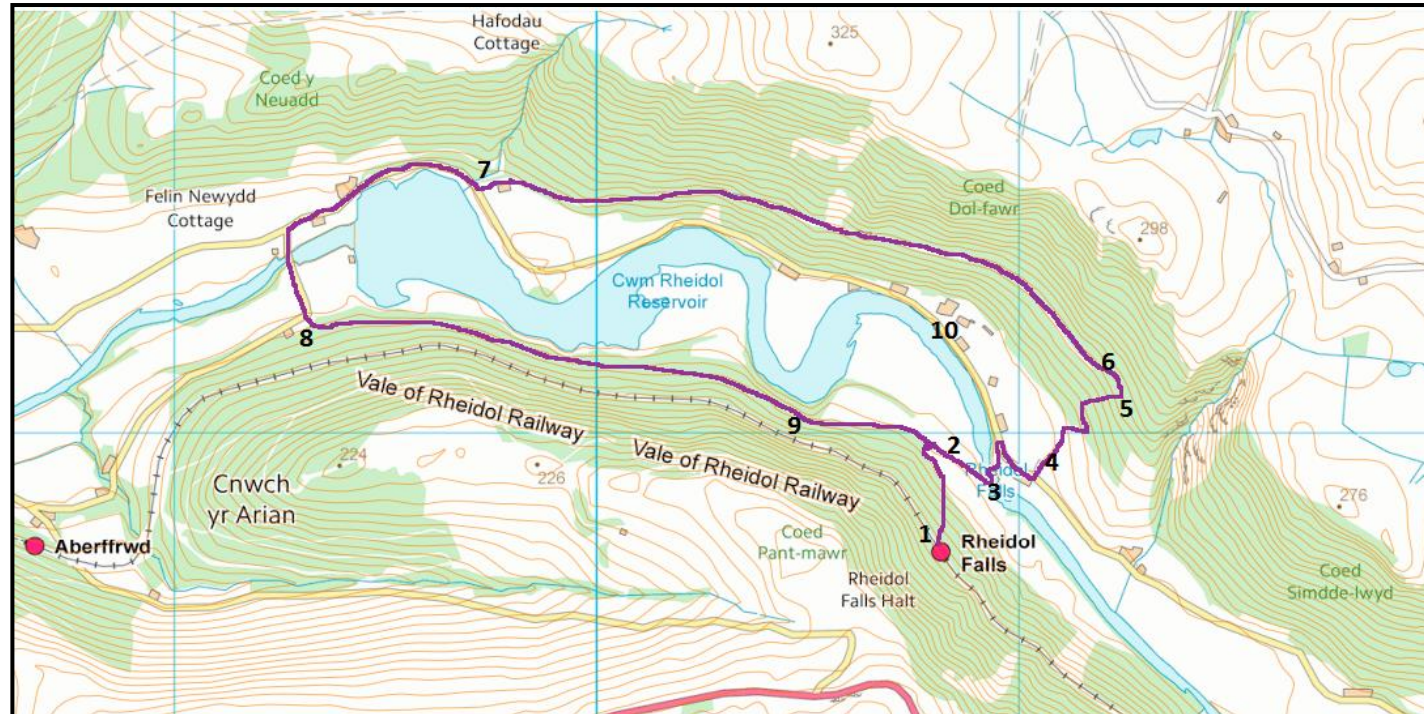 Hafodau
Cottage
325
Coed y
Neuadd
7
Felin Newydd
Cottage
Coed
Dol-fawr
298
Cwm Rheidol
Reservoir
10
8
6
5
Vale of Rheidol Railway
9
2
4
Vale of Rheidol Railway
Rheidol
Falls
3
224
226
276
Cnwch
yr Arian
1
Coed
Pant-mawr
Rheidol
Falls
Aberffrwd
Rheidol
Falls Halt
Coed
Simdde-lwyd